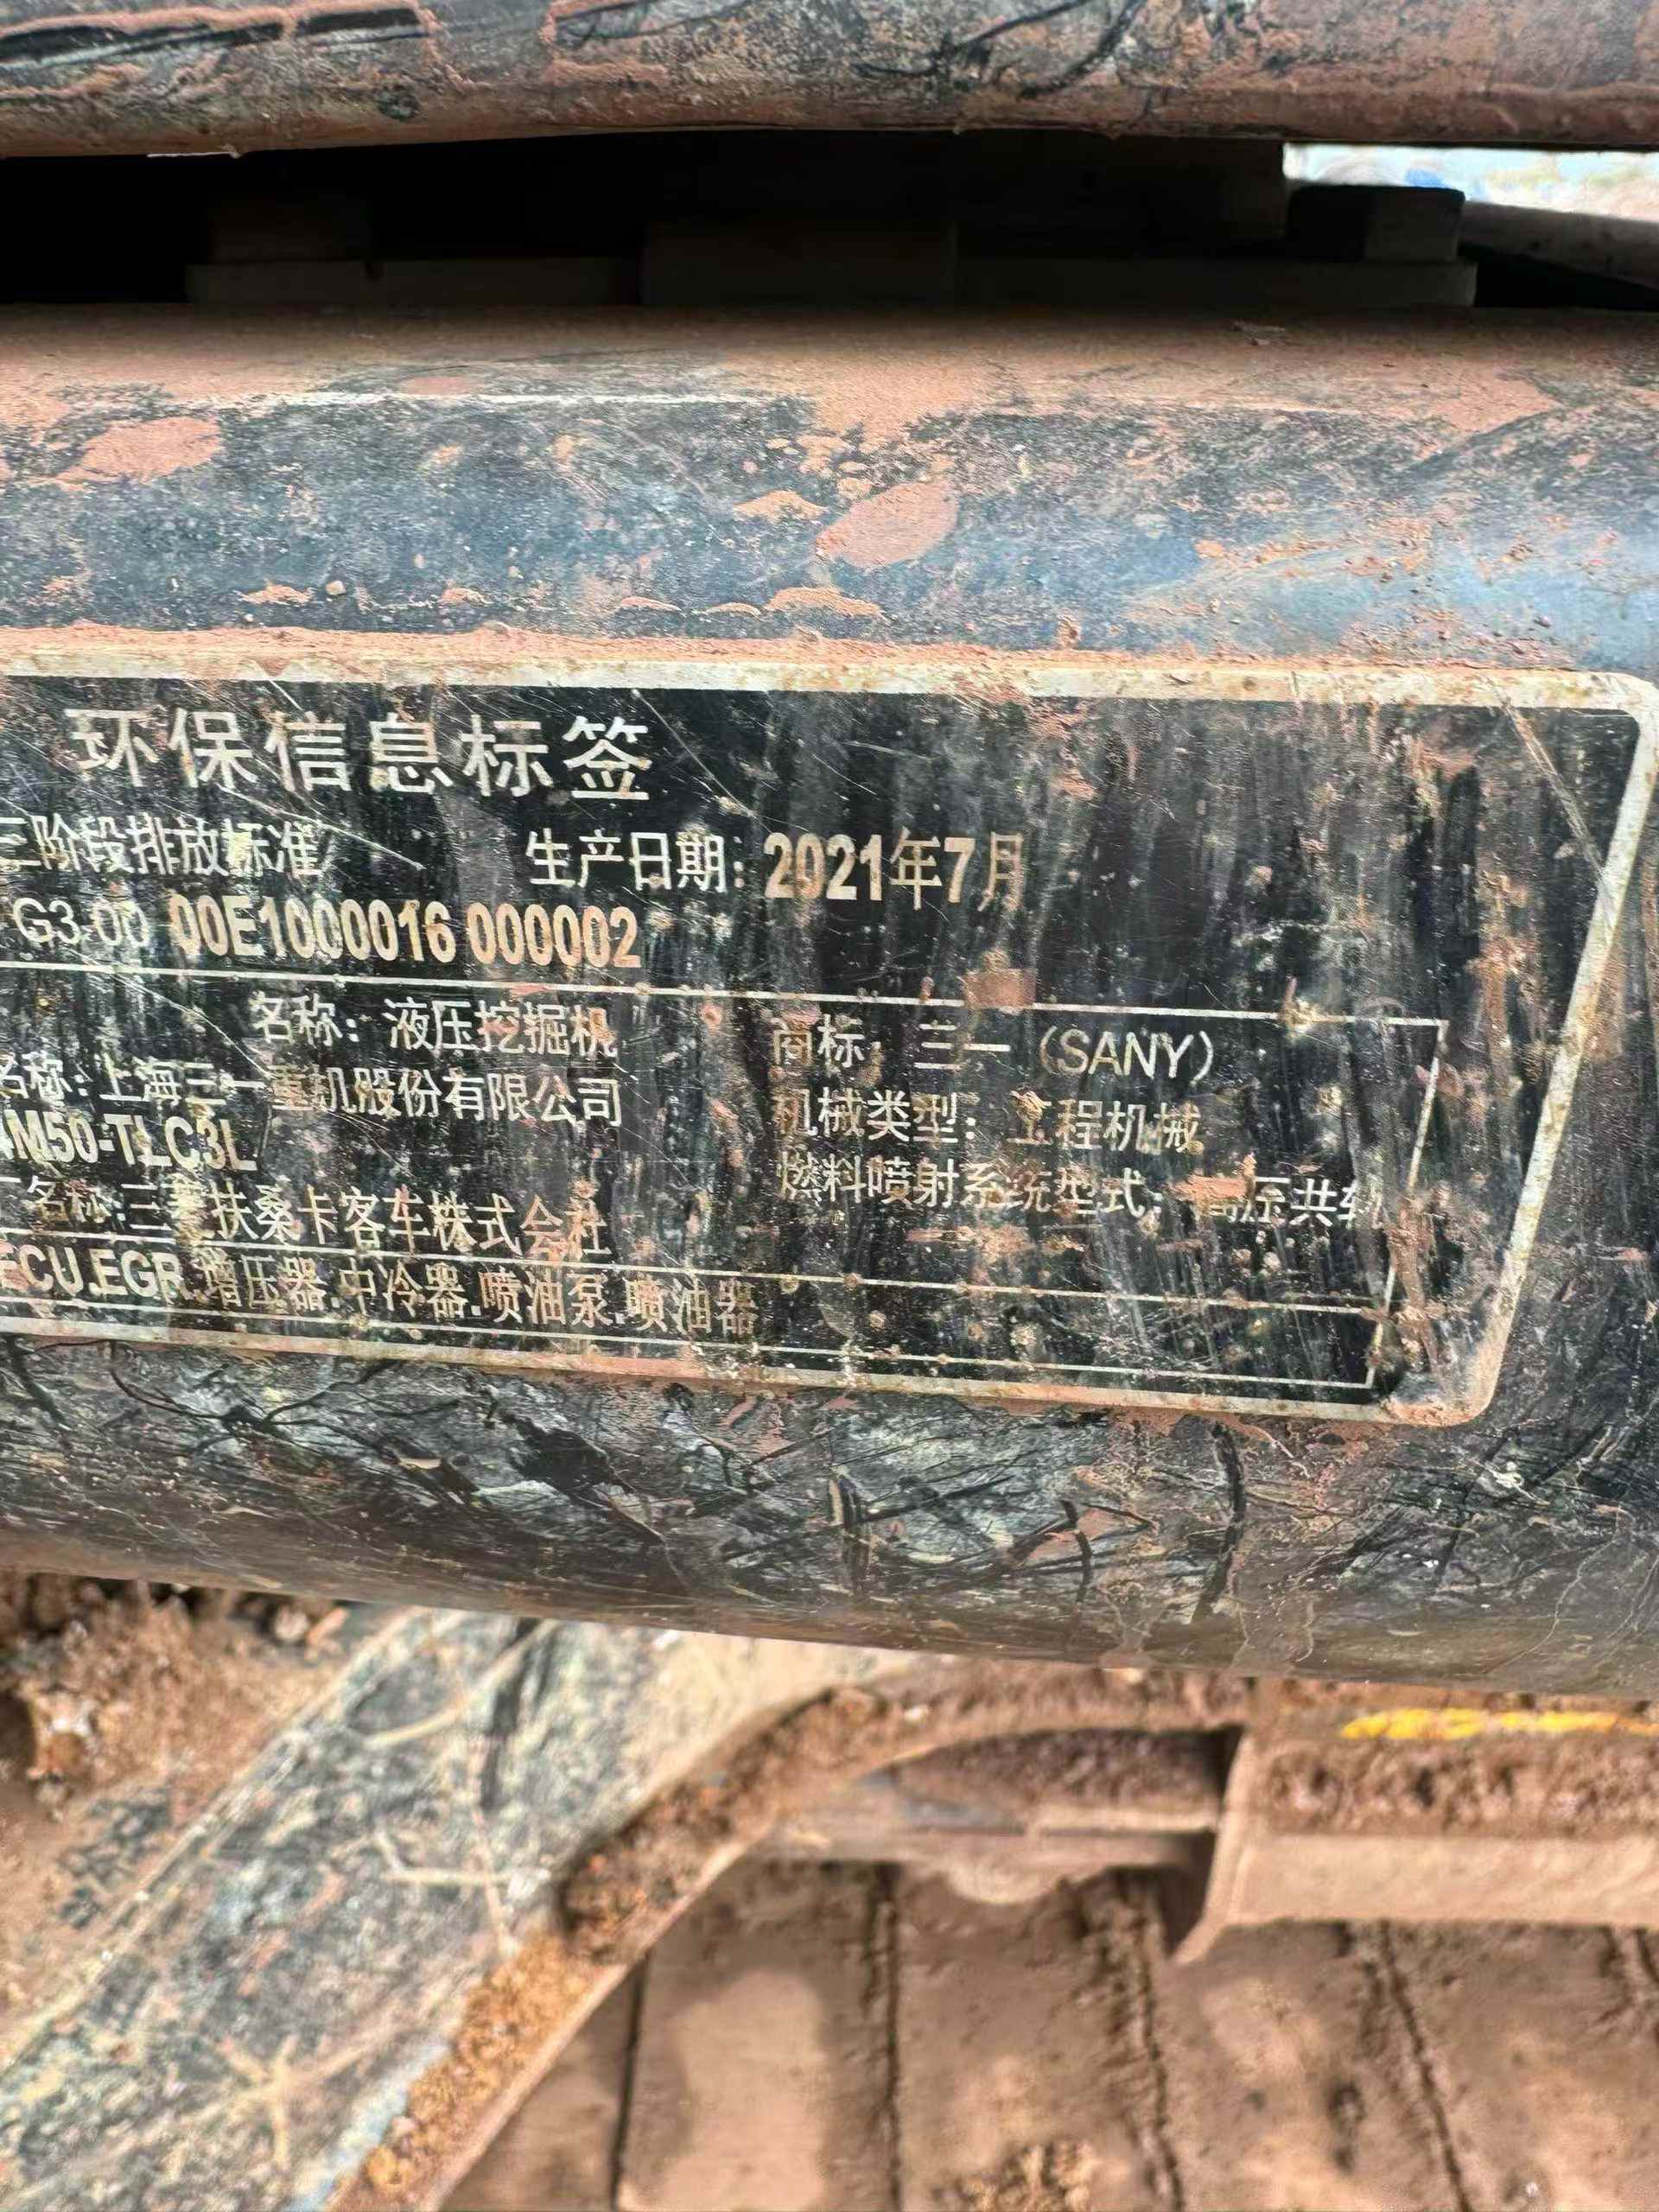 环保信息标签
三阶段排放标准 生产日期: 2021年7月
G3 00 00E1000016 000002
名称: 液压挖掘机 商标: 三一 (SANY)
名称: 上海三一重机股份有限公司 机械类型: 工程机械
4M50-TLC3L 燃料喷射系统型式: 高压共轨
名称: 三菱扶桑卡客车株式会社
ECU.EGR.增压器.中冷器.喷油泵.喷油器